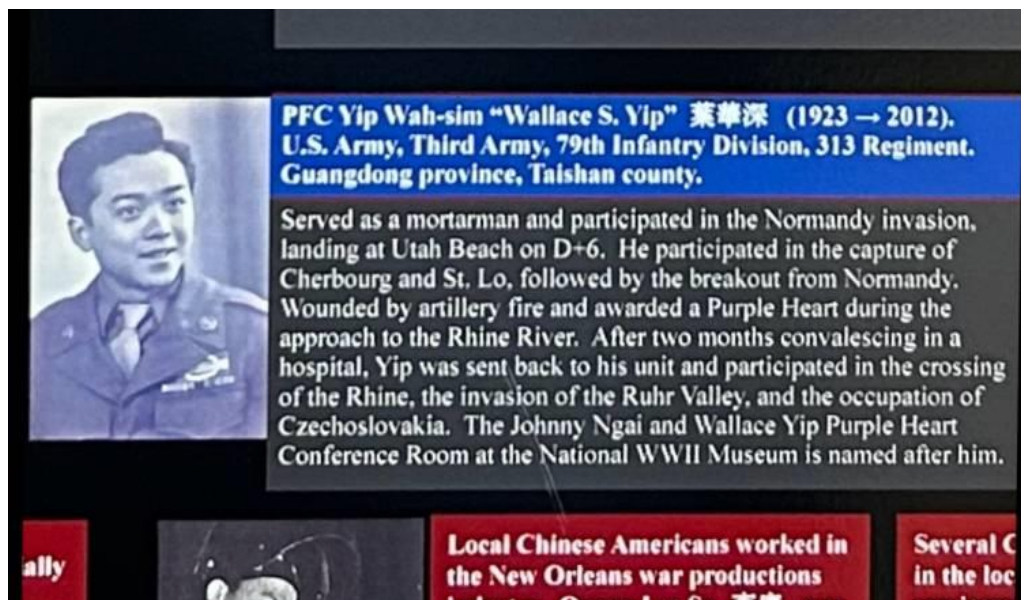 PFC Yip Wah-sim “Wallace S. Yip” 葉華深 (1923 → 2012).
U.S. Army, Third Army, 79th Infantry Division, 313 Regiment.
Guangdong province, Taishan county.
Served as a mortarman and participated in the Normandy invasion,
landing at Utah Beach on D+6. He participated in the capture of
Cherbourg and St. Lo, followed by the breakout from Normandy.
Wounded by artillery fire and awarded a Purple Heart during the
approach to the Rhine River. After two months convalescing in a
hospital, Yip was sent back to his unit and participated in the crossing
of the Rhine, the invasion of the Ruhr Valley, and the occupation of
Czechoslovakia. The Johnny Ngai and Wallace Yip Purple Heart
Conference Room at the National WWII Museum is named after him.
ally
Local Chinese Americans worked in
the New Orleans war productions
Several C
in the loc